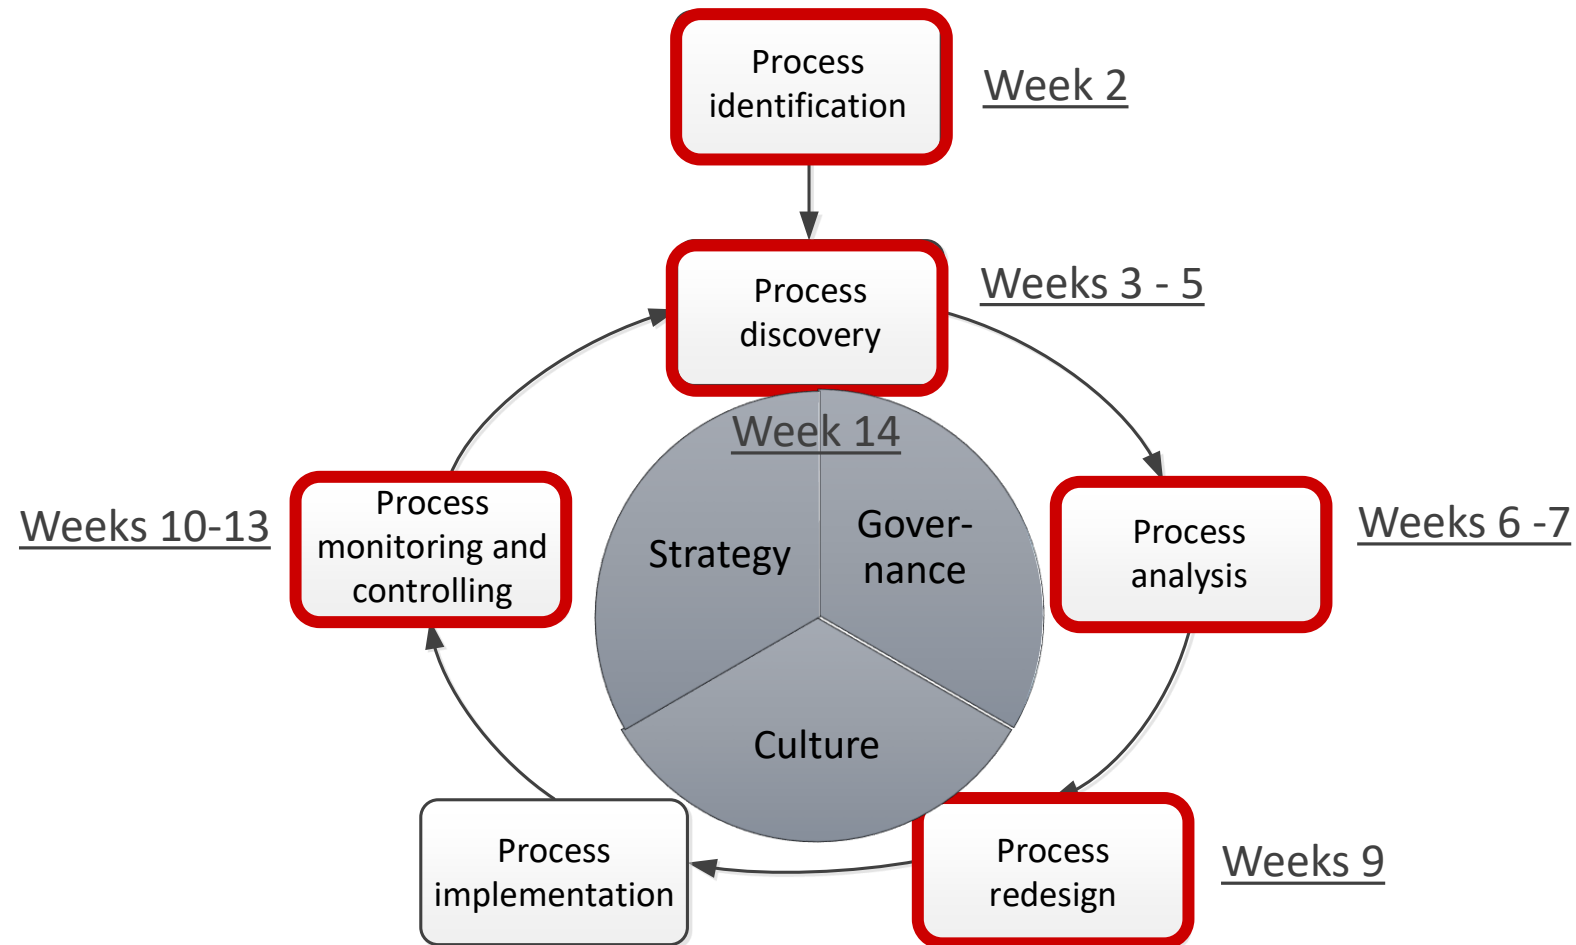 Process
identification
Week 2
Process
discovery
Weeks 3 - 5
Week 14
Process
monitoring and
controlling
Weeks 10-13
Strategy
Gover-
nance
Process
analysis
Weeks 6 -7
Culture
Process
implementation
Process
redesign
Weeks 9